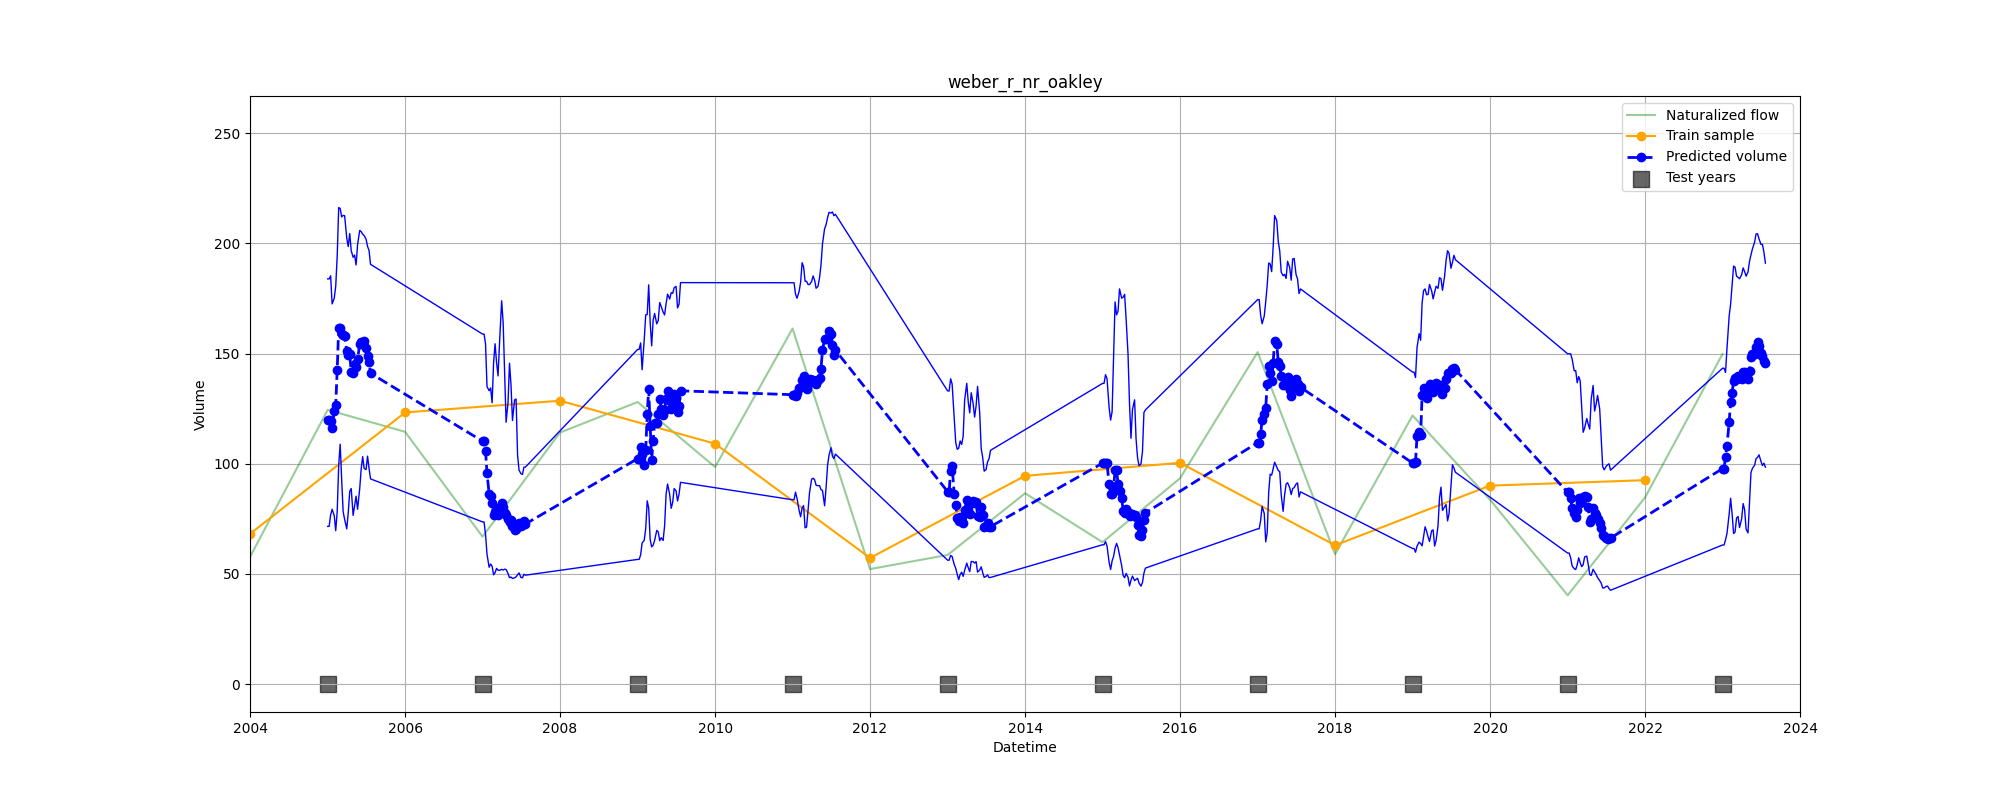 weber_r_nr_oakley
Naturalized flow
Train sample
Predicted volume
Test years
250
200
150
100
50
0
Volume
2004 2006 2008 2010 2012 2014 2016 2018 2020 2022 2024
Datetime